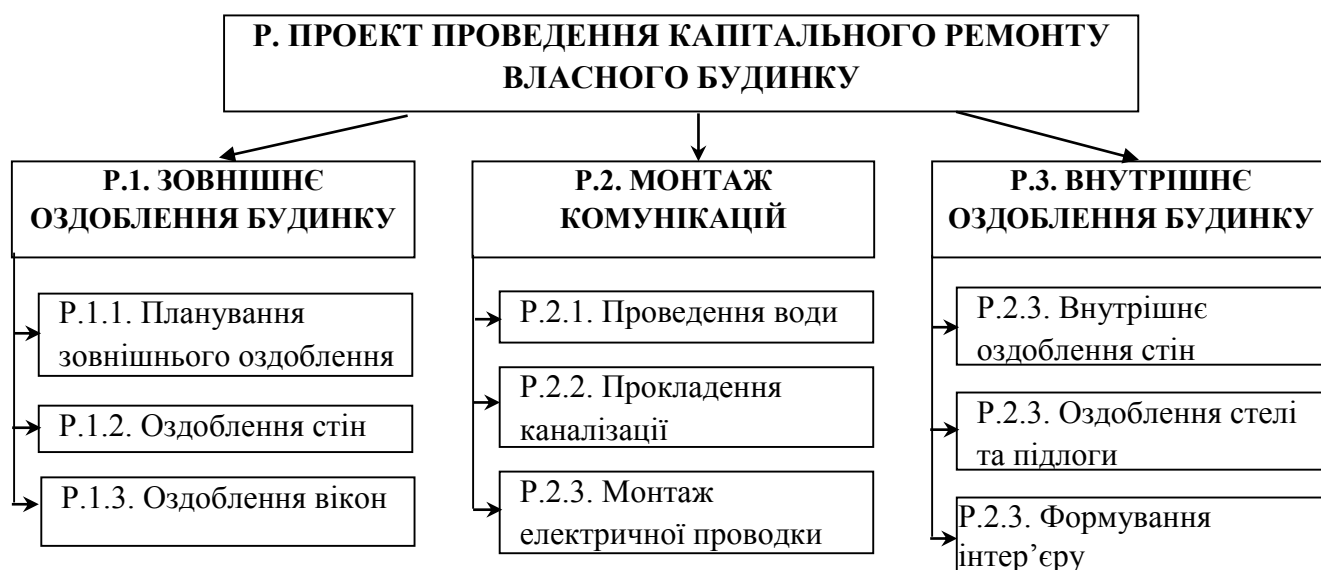 Р. ПРОЕКТ ПРОВЕДЕННЯ КАПІТАЛЬНОГО РЕМОНТУ
ВЛАСНОГО БУДИНКУ
Р.1. ЗОВНІШНЄ
ОЗДОБЛЕННЯ БУДИНКУ
Р.1.1. Планування
зовнішнього оздоблення
Р.1.2. Оздоблення стін
Р.1.3. Оздоблення вікон
Р.2. МОНТАЖ
КОМУНІКАЦІЙ
Р.2.1. Проведення води
Р.2.2. Прокладення
каналізації
Р.2.3. Монтаж
електричної проводки
Р.3. ВНУТРІШНЄ
ОЗДОБЛЕННЯ БУДИНКУ
Р.2.3. Внутрішнє
оздоблення стін
Р.2.3. Оздоблення стелі
та підлоги
Р.2.3. Формування
інтер’єру